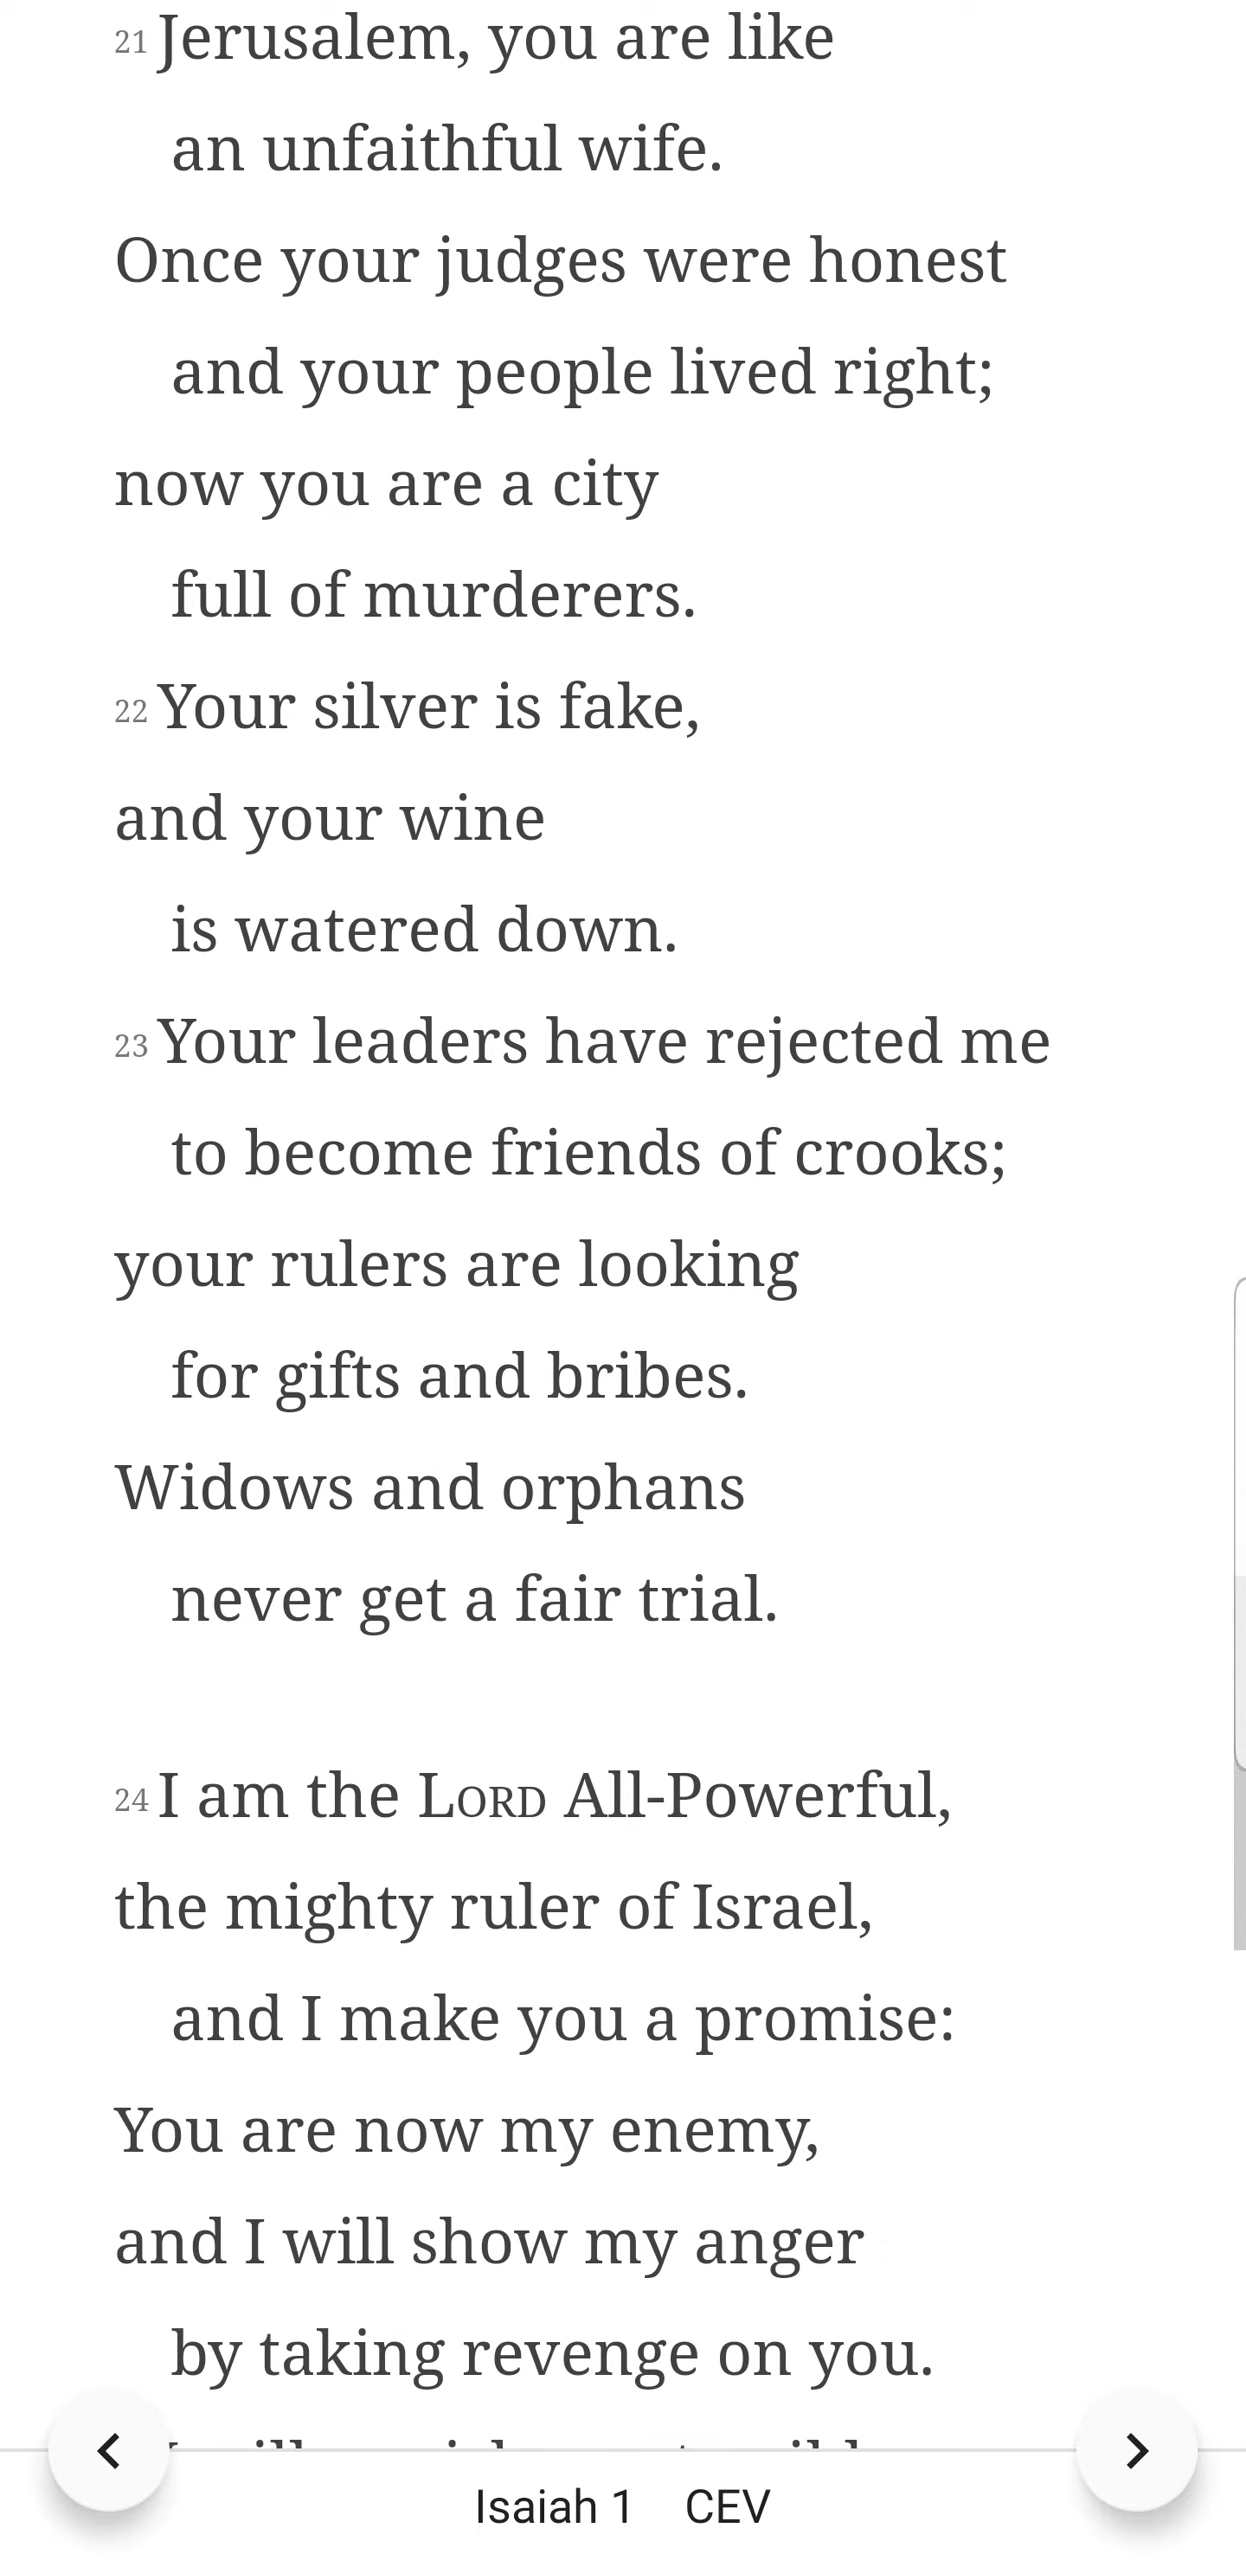 21 Jerusalem, you are like
an unfaithful wife.
Once your judges were honest
and your people lived right;
now you are a city
full of murderers.
22 Your silver is fake,
and your wine
is watered down.
23 Your leaders have rejected me
to become friends of crooks;
your rulers are looking
for gifts and bribes.
Widows and orphans
never get a fair trial.
24 I am the LORD All-Powerful,
the mighty ruler of Israel,
and I make you a promise:
You are now my enemy,
and I will show my anger
by taking revenge on you.
Isaiah 1 CEV